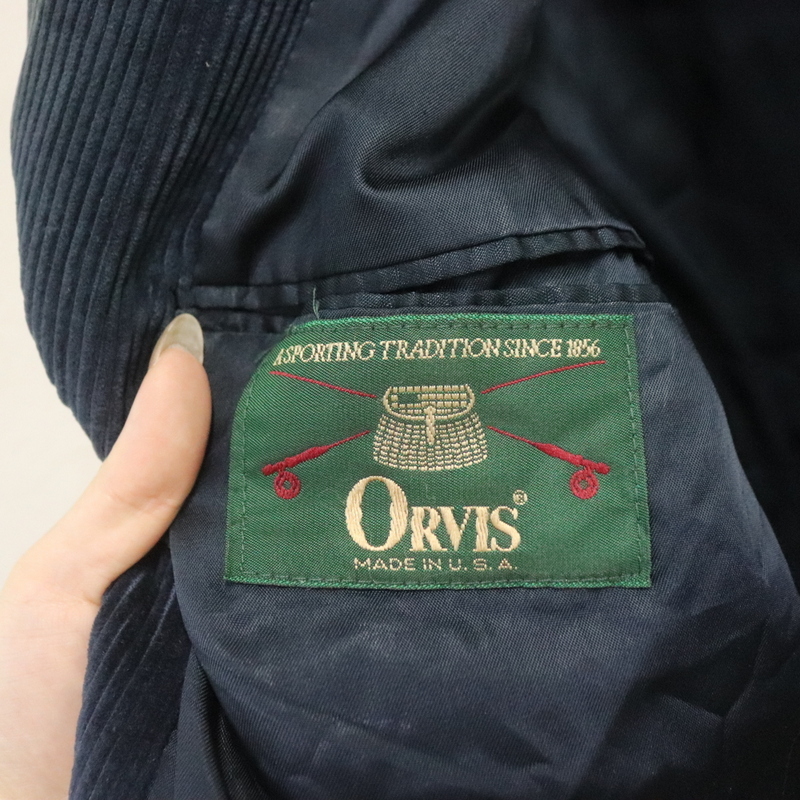 A SPORTING TRADITION SINCE 1856
ORVIS®
MADE IN U.S.A.